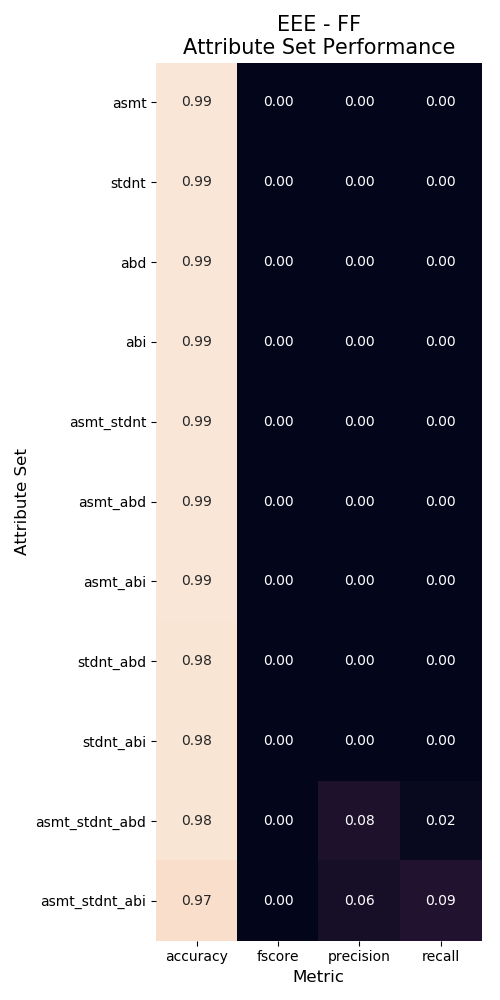 EEE - FF
Attribute Set Performance
asmt 0.99 0.00 0.00 0.00
stdnt 0.99 0.00 0.00 0.00
abd 0.99 0.00 0.00 0.00
abi 0.99 0.00 0.00 0.00
asmt_stdnt 0.99 0.00 0.00 0.00
asmt_abd 0.99 0.00 0.00 0.00
asmt_abi 0.99 0.00 0.00 0.00
stdnt_abd 0.98 0.00 0.00 0.00
stdnt_abi 0.98 0.00 0.00 0.00
asmt_stdnt_abd 0.98 0.00 0.08 0.02
asmt_stdnt_abi 0.97 0.00 0.06 0.09
accuracy fscore precision recall
Metric
Attribute Set